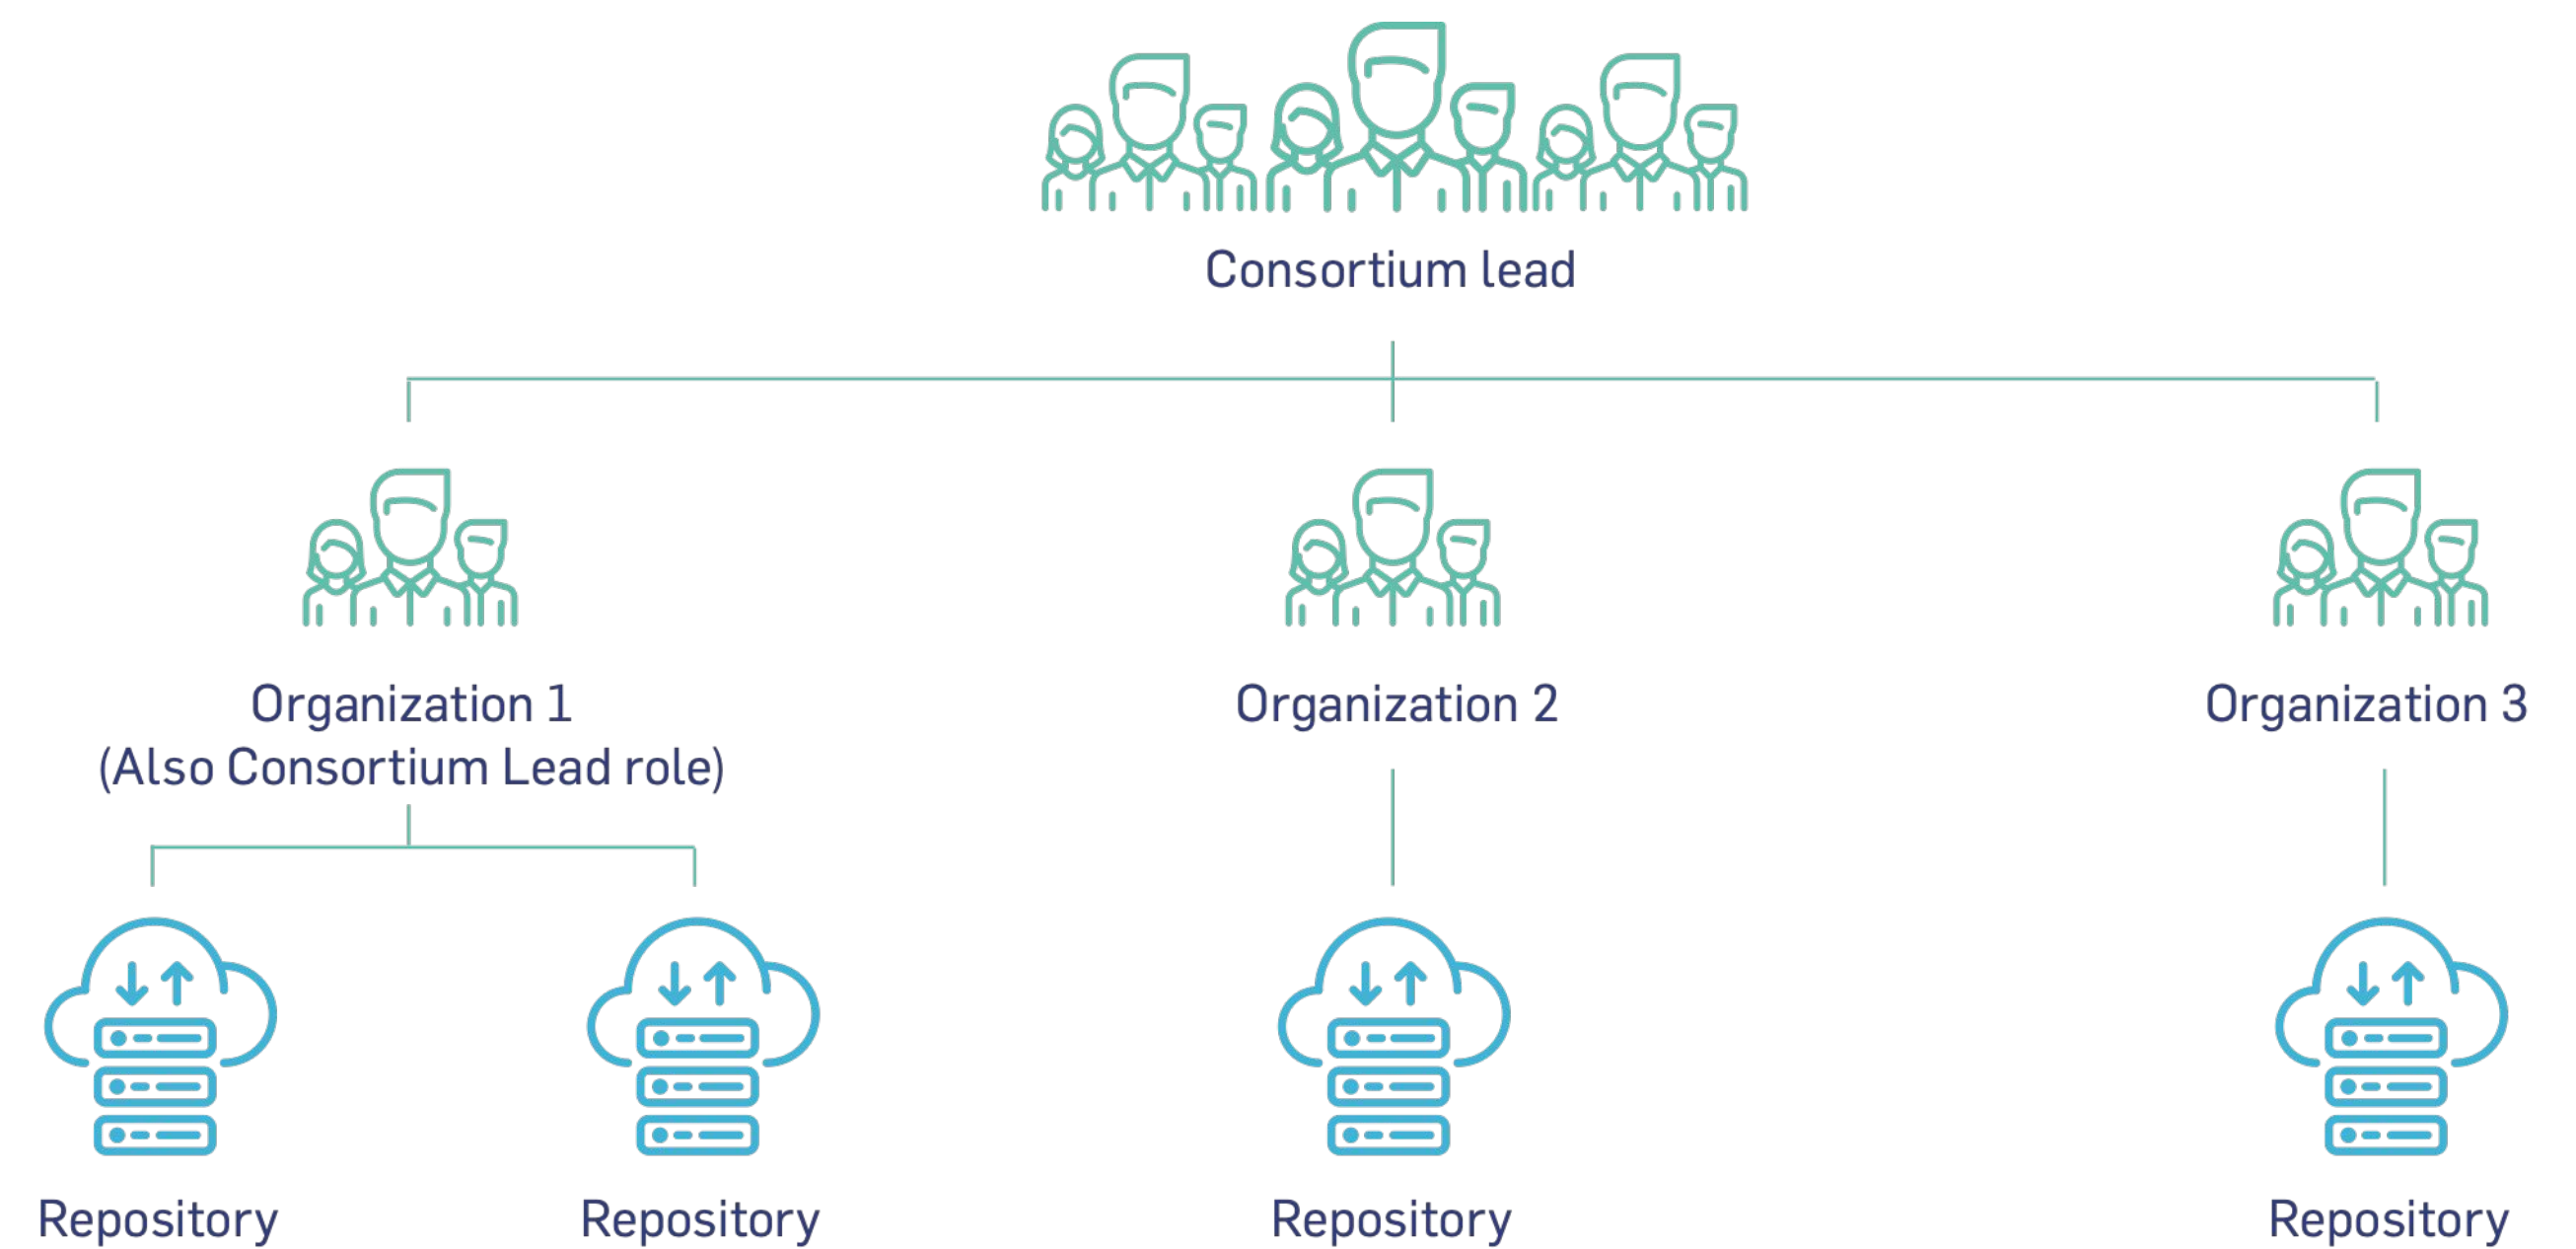 Consortium lead
Organization 1
(Also Consortium Lead role)
Organization 2
Organization 3
Repository
Repository
Repository
Repository